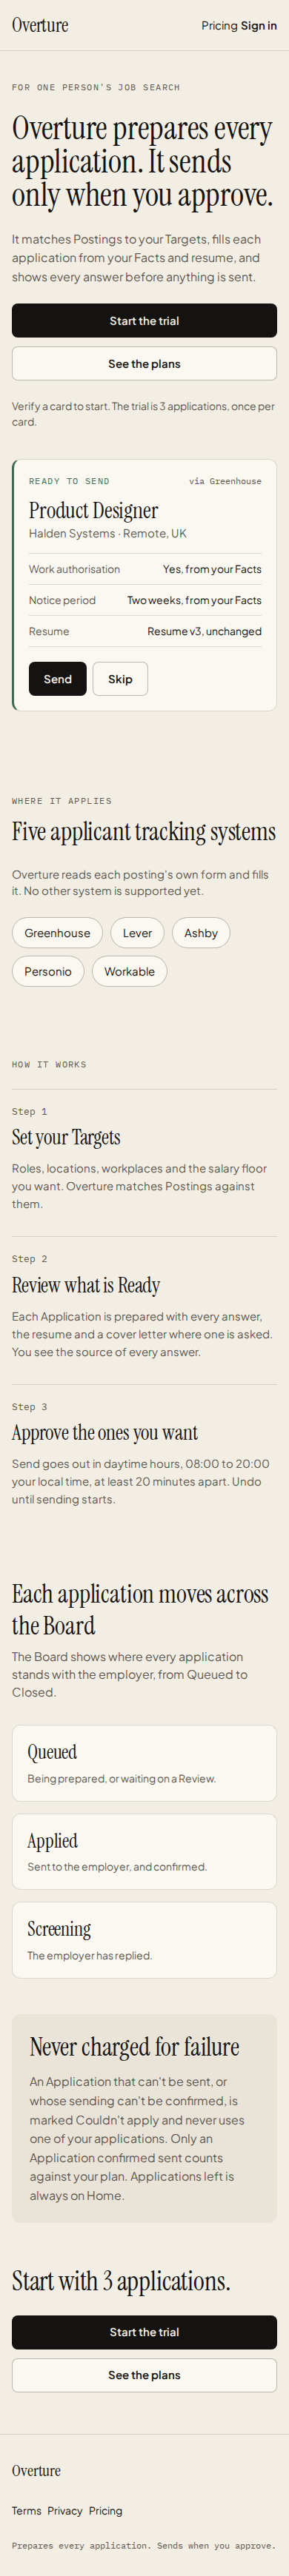 Overture
Pricing Sign in
FOR ONE PERSON'S JOB SEARCH
Overture prepares every
application. It sends
only when you approve.
It matches Postings to your Targets, fills each
application from your Facts and resume, and
shows every answer before anything is sent.
Start the trial
See the plans
Verify a card to start. The trial is 3 applications, once per
card.
READY TO SEND
via Greenhouse
Product Designer
Halden Systems · Remote, UK
Work authorisation
Yes, from your Facts
Notice period
Two weeks, from your Facts
Resume
Resume v3, unchanged
Send
Skip
WHERE IT APPLIES
Five applicant tracking systems
Overture reads each posting's own form and fills
it. No other system is supported yet.
Greenhouse
Lever
Ashby
Personio
Workable
HOW IT WORKS
Step 1
Set your Targets
Roles, locations, workplaces and the salary floor
you want. Overture matches Postings against
them.
Step 2
Review what is Ready
Each Application is prepared with every answer,
the resume and a cover letter where one is asked.
You see the source of every answer.
Step 3
Approve the ones you want
Send goes out in daytime hours, 08:00 to 20:00
your local time, at least 20 minutes apart. Undo
until sending starts.
Each application moves across
the Board
The Board shows where every application
stands with the employer, from Queued to
Closed.
Queued
Being prepared, or waiting on a Review.
Applied
Sent to the employer, and confirmed.
Screening
The employer has replied.
Never charged for failure
An Application that can't be sent, or
whose sending can't be confirmed, is
marked Couldn't apply and never uses
one of your applications. Only an
Application confirmed sent counts
against your plan. Applications left is
always on Home.
Start with 3 applications.
Start the trial
See the plans
Overture
Terms Privacy Pricing
Prepares every application. Sends when you approve.